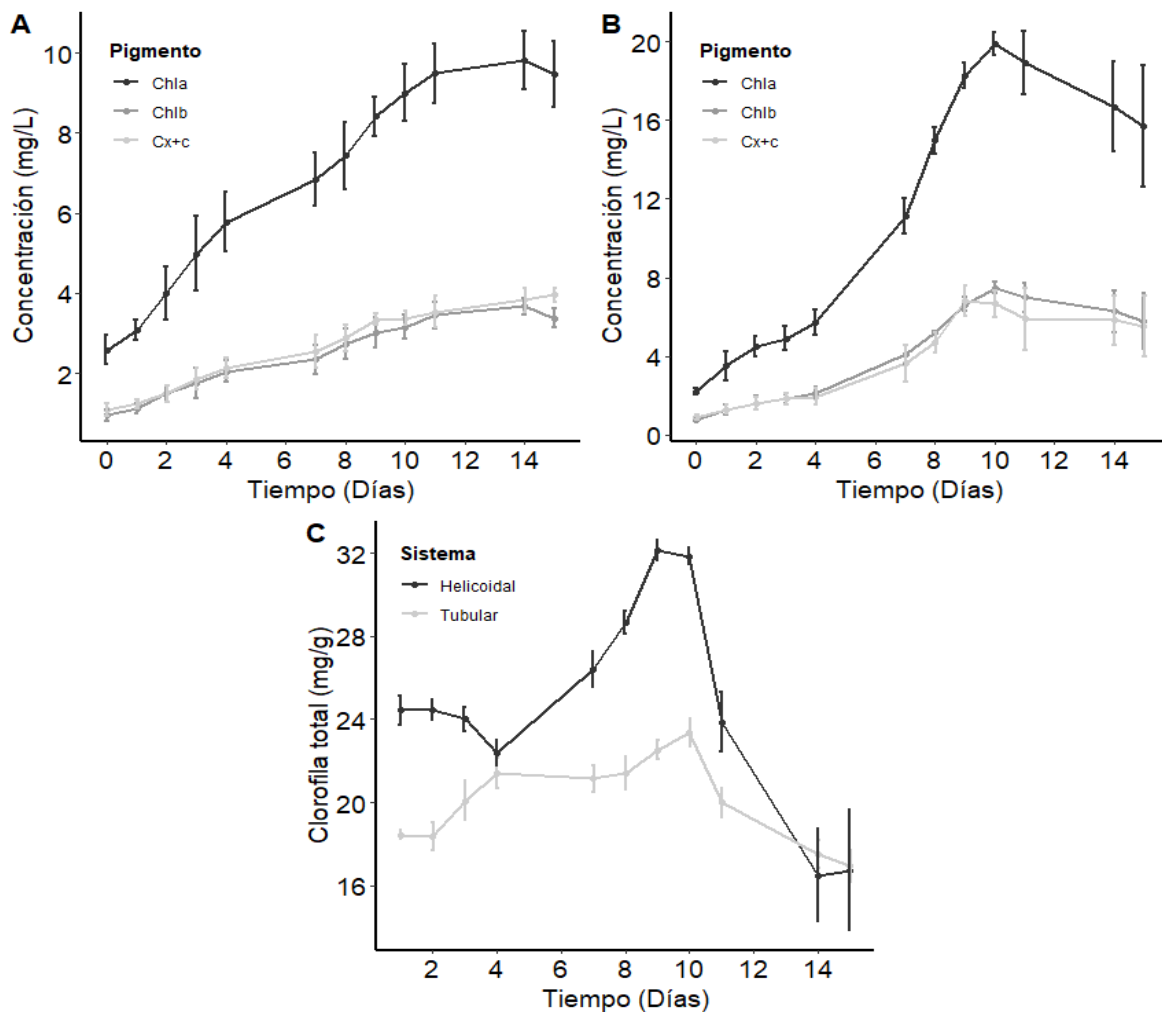 A
Pigmento
Chla
Chlb
Cx+c
Concentración (mg/L)
10
8
6
4
2
0 2 4 6 8 10 12 14
Tiempo (Días)
B
Pigmento
Chla
Chlb
Cx+c
Concentración (mg/L)
20
16
12
8
4
0
0 2 4 6 8 10 12 14
Tiempo (Días)
C
Sistema
Helicoidal
Tubular
Clorofila total (mg/g)
32
28
24
20
16
2 4 6 8 10 12 14
Tiempo (Días)